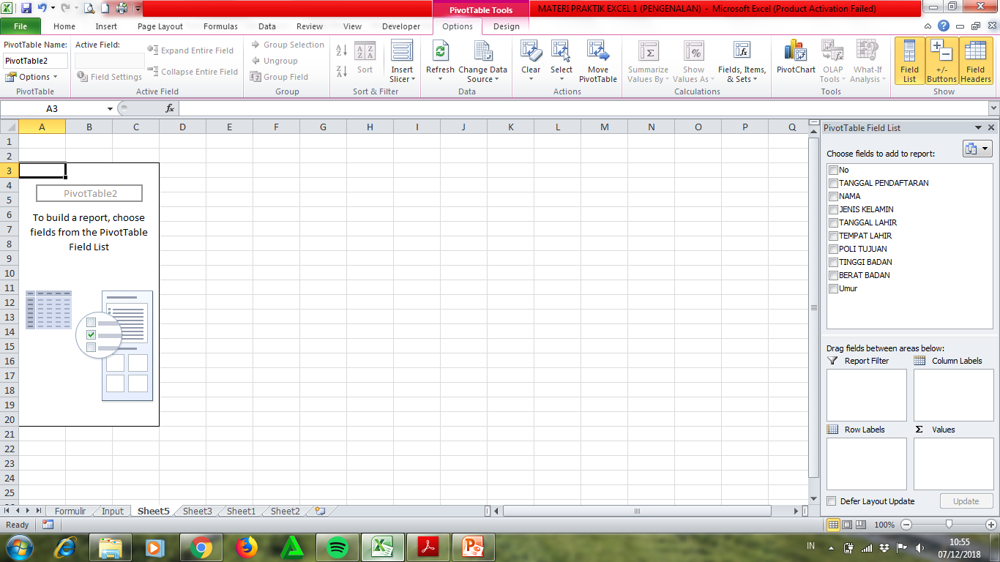 PivotTable Tools
MATERI PRAKTIK EXCEL 1 (PENGENALAN) - Microsoft Excel (Product Activation Failed)
File Home Insert Page Layout Formulas Data Review View Developer Options Design
PivotTable Name:
PivotTable2
Options
PivotTable
Active Field:
Field Settings
Expand Entire Field
Collapse Entire Field
Active Field
Group Selection
Ungroup
Group Field
Group
Sort
Insert Slicer
Sort & Filter
Refresh
Change Data Source
Data
Clear
Select
Move PivotTable
Actions
Summarize Values By
Show Values As
Fields, Items, & Sets
Calculations
PivotChart
OLAP Tools
What-If Analysis
Tools
Field List
+/- Buttons
Field Headers
Show
A3
fx
A B C D E F G H I J K L M N O P Q
1
2
3
4
5
6
7
8
9
10
11
12
13
14
15
16
17
18
19
20
21
22
23
24
25
PivotTable2
To build a report, choose
fields from the PivotTable
Field List
PivotTable Field List
Choose fields to add to report:
No
TANGGAL PENDAFTARAN
NAMA
JENIS KELAMIN
TANGGAL LAHIR
TEMPAT LAHIR
POLI TUJUAN
TINGGI BADAN
BERAT BADAN
Umur
Drag fields between areas below:
Report Filter
Column Labels
Row Labels
Σ Values
Defer Layout Update
Update
Formulir Input Sheet5 Sheet3 Sheet1 Sheet2
Ready
100%
IN
10:55
07/12/2018